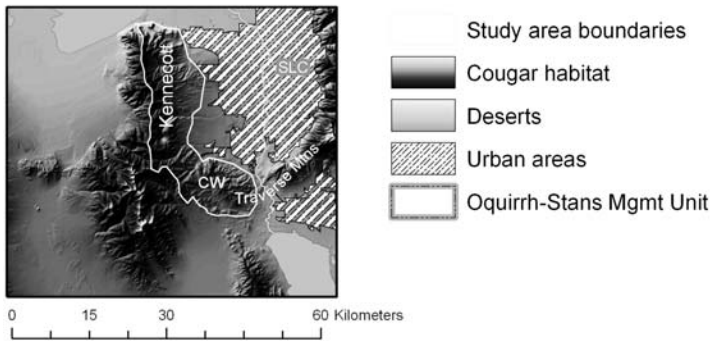 SLC
Kennecott
CW
Traverse Mtns
0 15 30 60 Kilometers
Study area boundaries
Cougar habitat
Deserts
Urban areas
Oquirrh-Stans Mgmt Unit